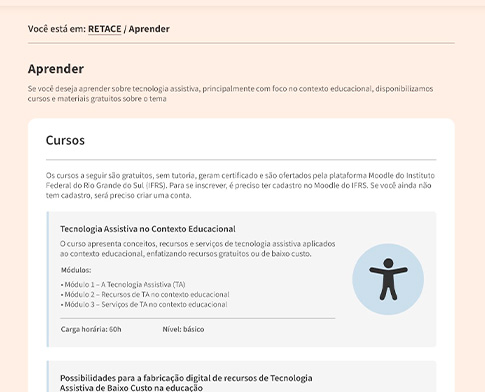 Você está em: RETACE / Aprender
Aprender
Se você deseja aprender sobre tecnologia assistiva, principalmente com foco no contexto educacional, disponibilizamos
cursos e materiais gratuitos sobre o tema
Cursos
Os cursos a seguir são gratuitos, sem tutoria, geram certificado e são ofertados pela plataforma Moodle do Instituto
Federal do Rio Grande do Sul (IFRS). Para se inscrever, é preciso ter cadastro no Moodle do IFRS. Se você ainda não
tem cadastro, será preciso criar uma conta.
Tecnologia Assistiva no Contexto Educacional
O curso apresenta conceitos, recursos e serviços de tecnologia assistiva aplicados
ao contexto educacional, enfatizando recursos gratuitos ou de baixo custo.
Módulos:
• Módulo 1 – A Tecnologia Assistiva (TA)
• Módulo 2 – Recursos de TA no contexto educacional
• Módulo 3 – Serviços de TA no contexto educacional
Carga horária: 60h Nível: básico
Possibilidades para a fabricação digital de recursos de Tecnologia
Assistiva de Baixo Custo na educação